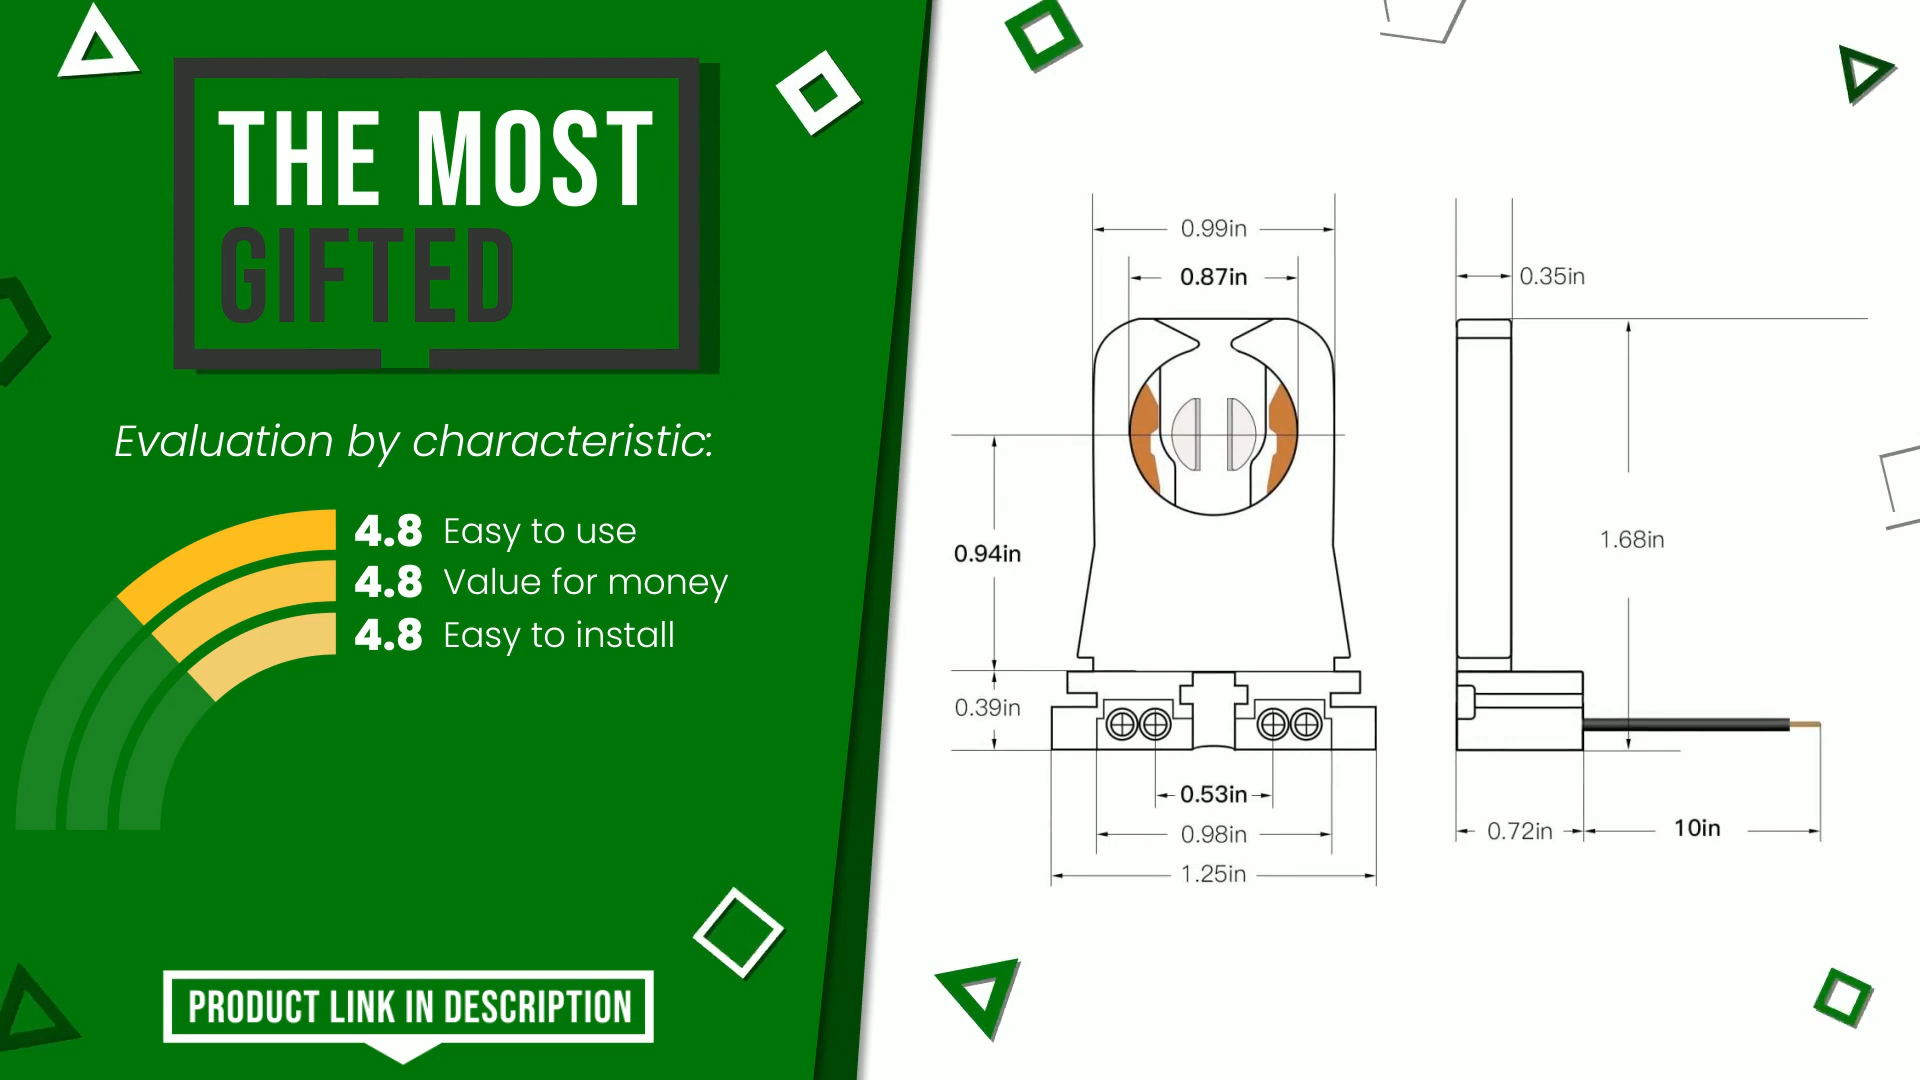 THE MOST
GIFTED
Evaluation by characteristic:
4.8 Easy to use
4.8 Value for money
4.8 Easy to install
PRODUCT LINK IN DESCRIPTION
0.99in
0.87in
0.35in
0.94in
1.68in
0.39in
0.53in
0.98in
1.25in
0.72in
10in